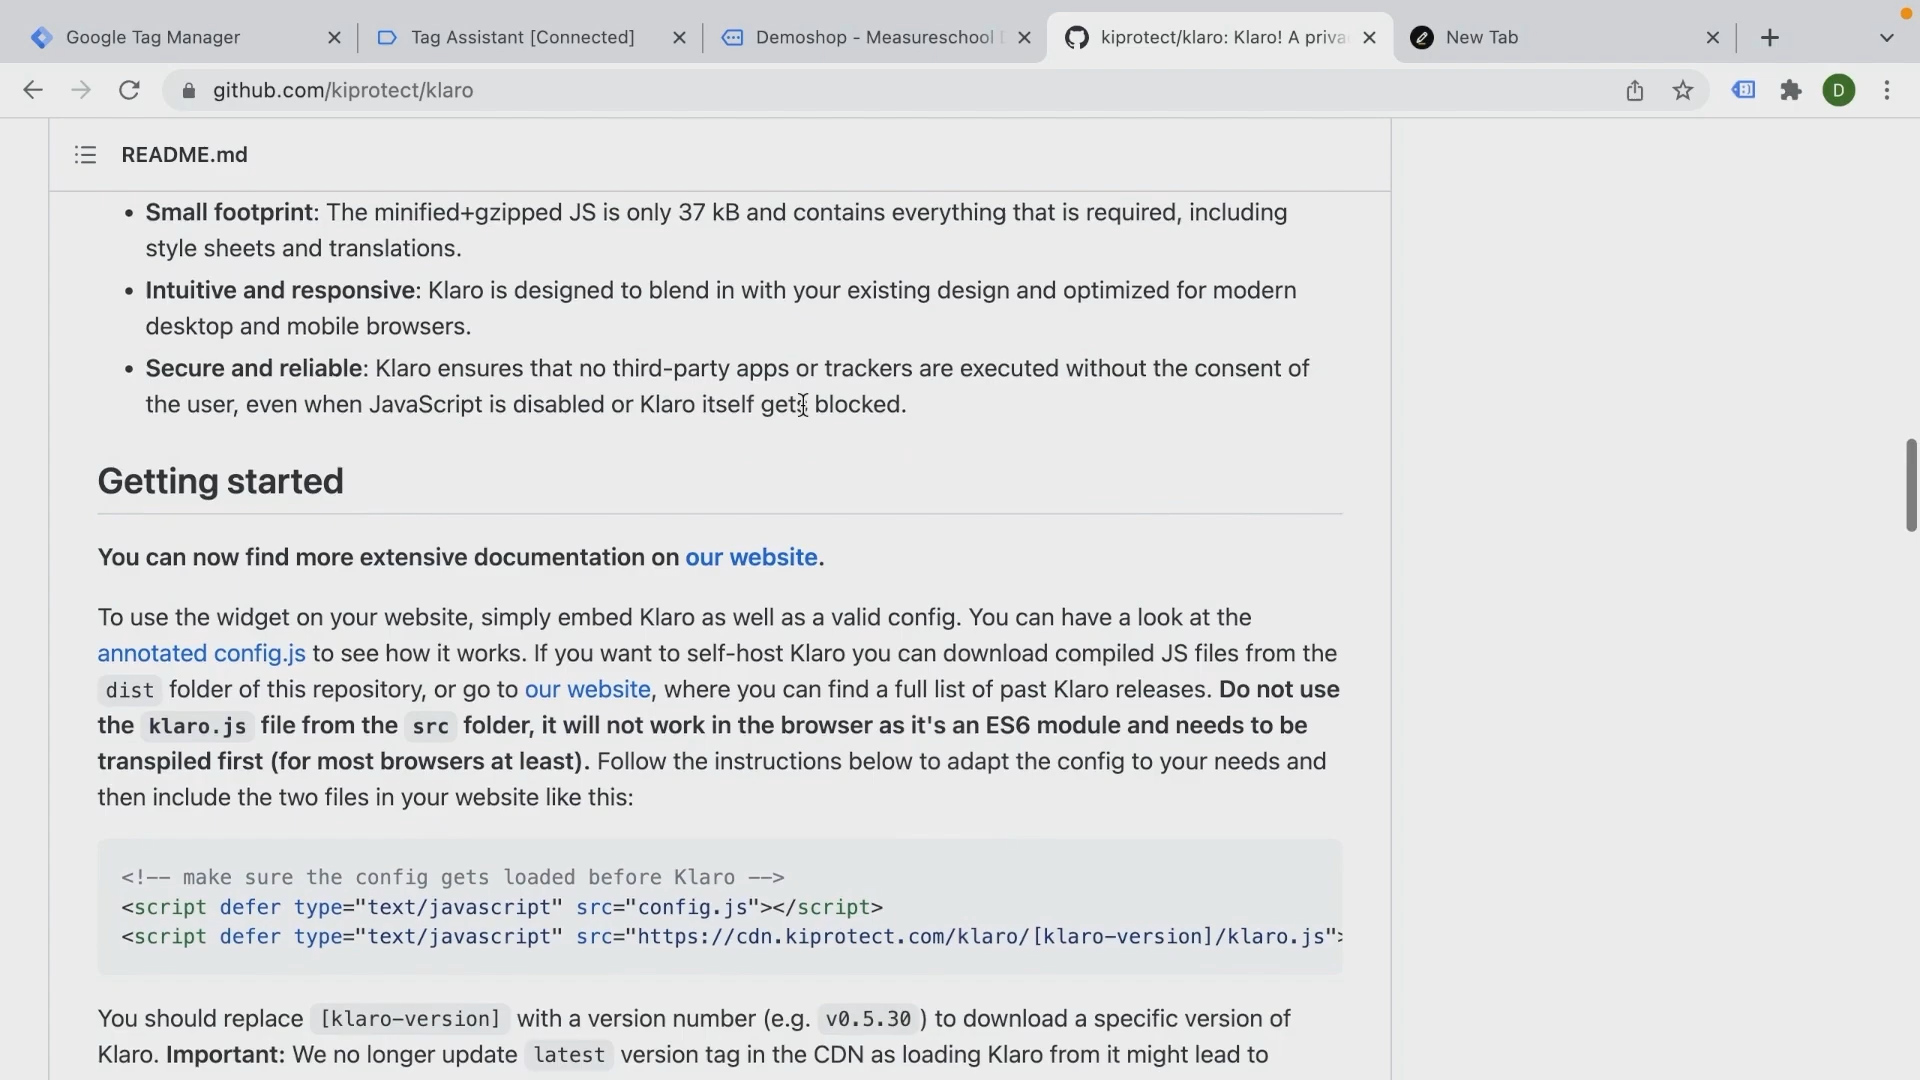 Google Tag Manager
Tag Assistant [Connected]
Demoshop - Measureschool
kiprotect/klaro: Klaro! A priva
New Tab
github.com/kiprotect/klaro
D
README.md
• Small footprint: The minified+gzipped JS is only 37 kB and contains everything that is required, including
style sheets and translations.
• Intuitive and responsive: Klaro is designed to blend in with your existing design and optimized for modern
desktop and mobile browsers.
• Secure and reliable: Klaro ensures that no third-party apps or trackers are executed without the consent of
the user, even when JavaScript is disabled or Klaro itself gets blocked.
Getting started
You can now find more extensive documentation on our website.
To use the widget on your website, simply embed Klaro as well as a valid config. You can have a look at the
annotated config.js to see how it works. If you want to self-host Klaro you can download compiled JS files from the
dist folder of this repository, or go to our website, where you can find a full list of past Klaro releases. Do not use
the klaro.js file from the src folder, it will not work in the browser as it's an ES6 module and needs to be
transpiled first (for most browsers at least). Follow the instructions below to adapt the config to your needs and
then include the two files in your website like this:
<!-- make sure the config gets loaded before Klaro -->
<script defer type="text/javascript" src="config.js"></script>
<script defer type="text/javascript" src="https://cdn.kiprotect.com/klaro/[klaro-version]/klaro.js">
You should replace [klaro-version] with a version number (e.g. v0.5.30 ) to download a specific version of
Klaro. Important: We no longer update latest version tag in the CDN as loading Klaro from it might lead to